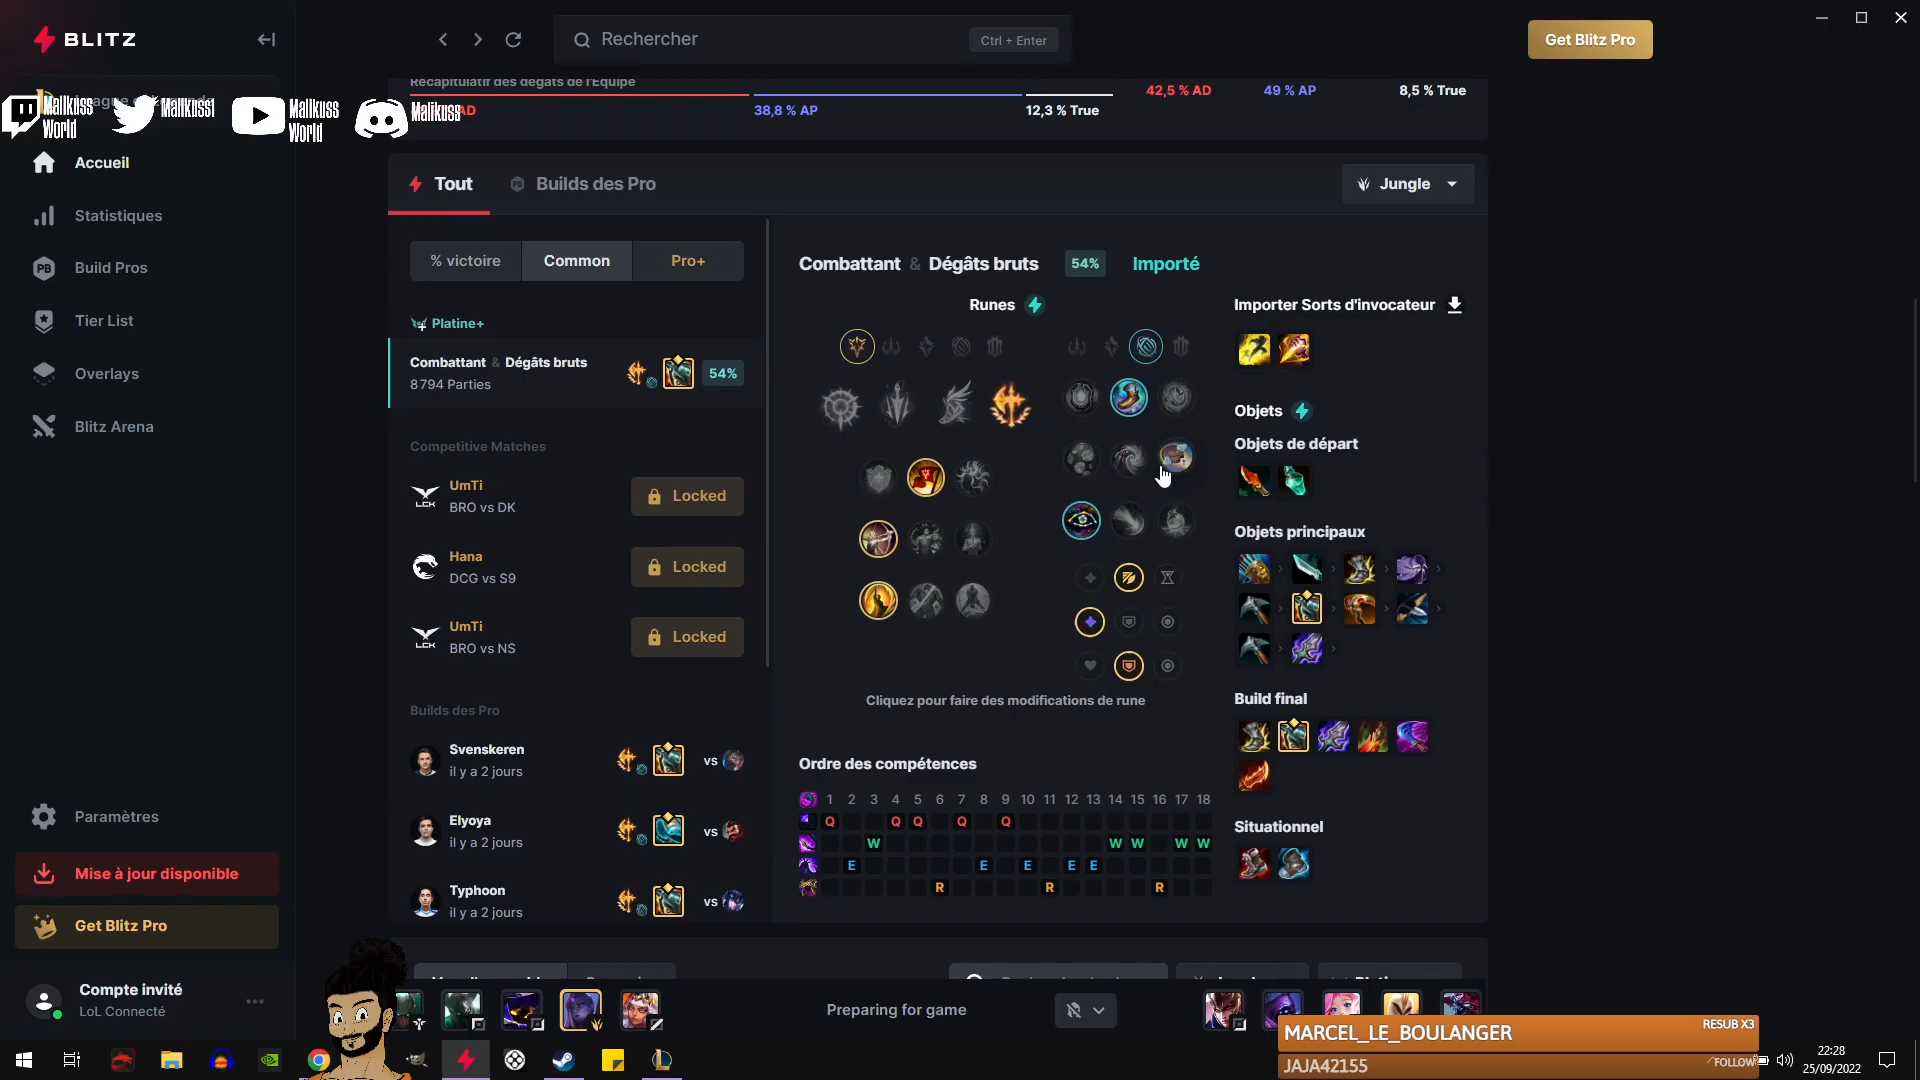 BLITZ
Rechercher
Ctrl + Enter
Get Blitz Pro
Récapitulatif des dégâts de l'Équipe
AD
38,8 % AP
12,3 % True
42,5 % AD
49 % AP
8,5 % True
Malikuss
World
Malikuss1
Malikuss
World
Malikuss
Accueil
Statistiques
PB
Build Pros
Tier List
Overlays
Blitz Arena
Paramètres
Mise à jour disponible
Get Blitz Pro
Compte invité
LoL Connecté
Tout
Builds des Pro
Jungle
% victoire
Common
Pro+
Platine+
Combattant & Dégâts bruts
8 794 Parties
54%
Competitive Matches
LCK
UmTi
BRO vs DK
Locked
Hana
DCG vs S9
Locked
LCK
UmTi
BRO vs NS
Locked
Builds des Pro
Svenskeren
il y a 2 jours
vs
Elyoya
il y a 2 jours
vs
Typhoon
il y a 2 jours
vs
Combattant & Dégâts bruts
54%
Importé
Runes
Cliquez pour faire des modifications de rune
Ordre des compétences
1 2 3 4 5 6 7 8 9 10 11 12 13 14 15 16 17 18
Q Q Q Q Q
W W W W W
E E E E E
R R R
Importer Sorts d'invocateur
Objets
Objets de départ
Objets principaux
Build final
Situationnel
Preparing for game
MARCEL_LE_BOULANGER
RESUB X3
JAJA42155
FOLLOW
22:28
25/09/2022